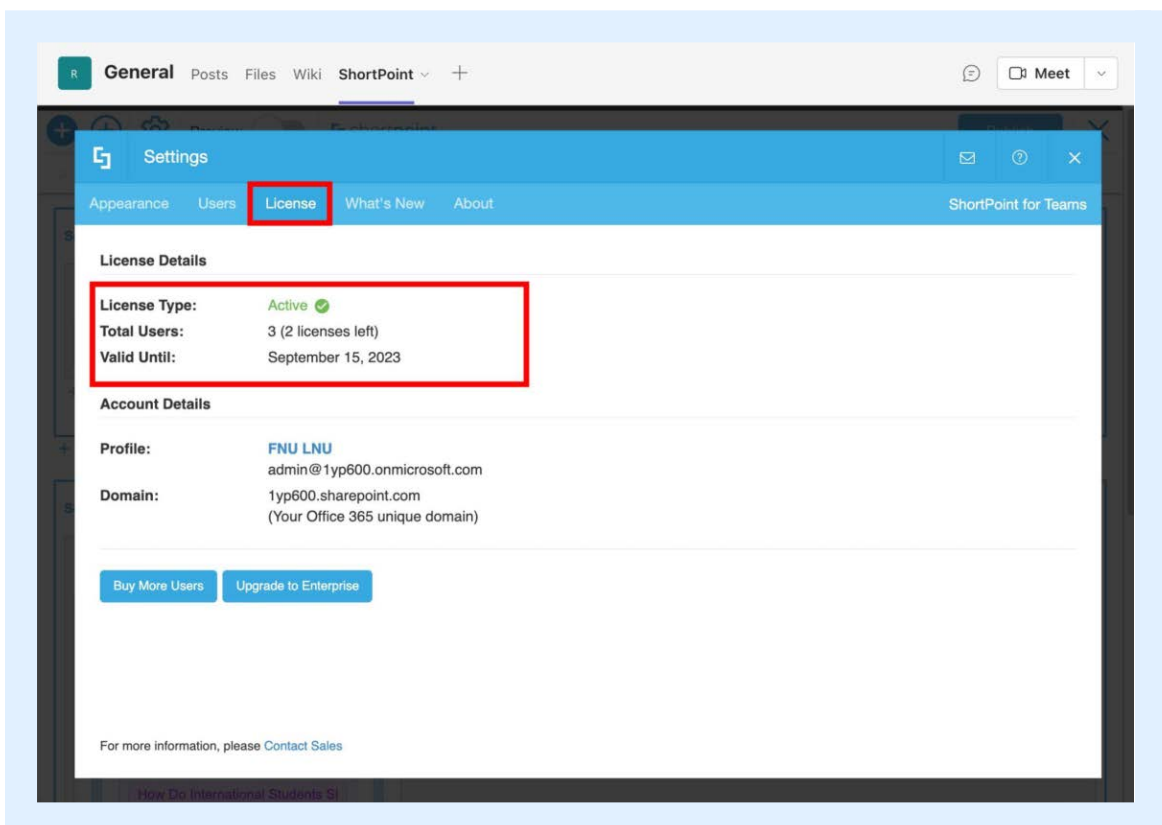 R General Posts Files Wiki ShortPoint + Meet
Preview shortpoint
Settings
Appearance Users License What's New About ShortPoint for Teams
License Details
License Type: Active
Total Users: 3 (2 licenses left)
Valid Until: September 15, 2023
Account Details
Profile: FNU LNU
admin@1yp600.onmicrosoft.com
Domain: 1yp600.sharepoint.com
(Your Office 365 unique domain)
Buy More Users Upgrade to Enterprise
For more information, please Contact Sales
How Do International Students